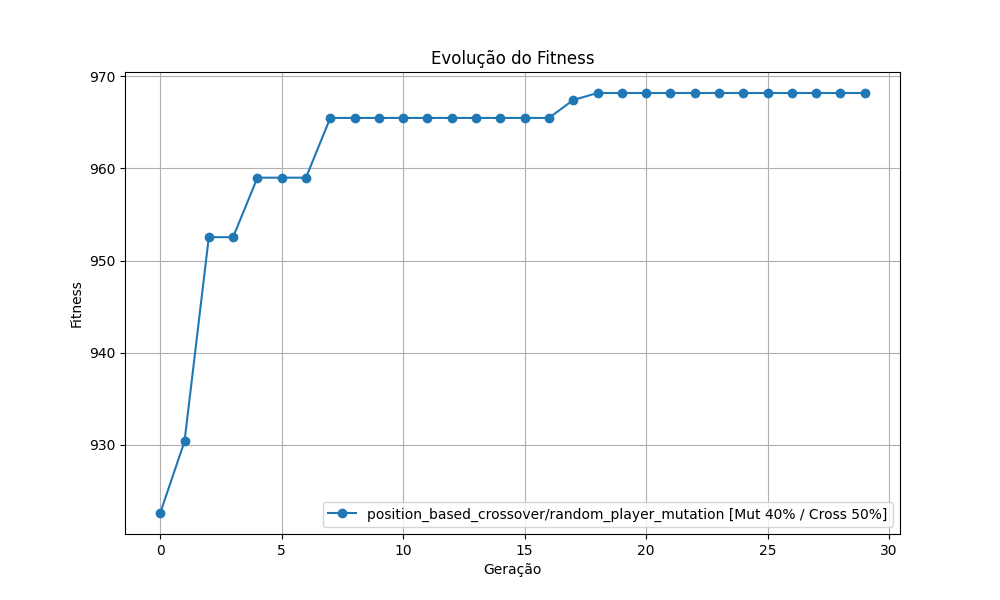 Evolução do Fitness
970
960
950
940
930
Fitness
position_based_crossover/random_player_mutation [Mut 40% / Cross 50%]
0 5 10 15 20 25 30
Geração